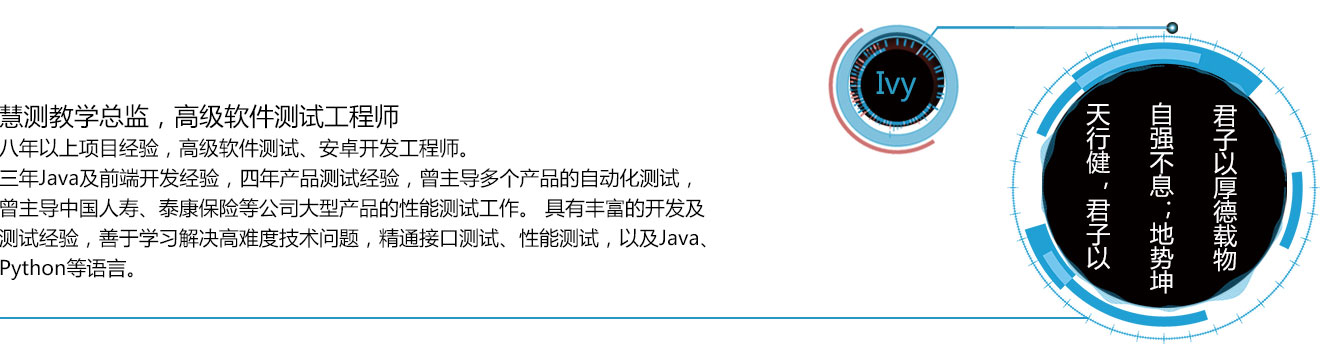 慧测教学总监，高级软件测试工程师
八年以上项目经验，高级软件测试、安卓开发工程师。
三年Java及前端开发经验，四年产品测试经验，曾主导多个产品的自动化测试，
曾主导中国人寿、泰康保险等公司大型产品的性能测试工作。 具有丰富的开发及
测试经验，善于学习解决高难度技术问题，精通接口测试、性能测试，以及Java、
Python等语言。
Ivy
天行健，君子以
自强不息；地势坤
君子以厚德载物